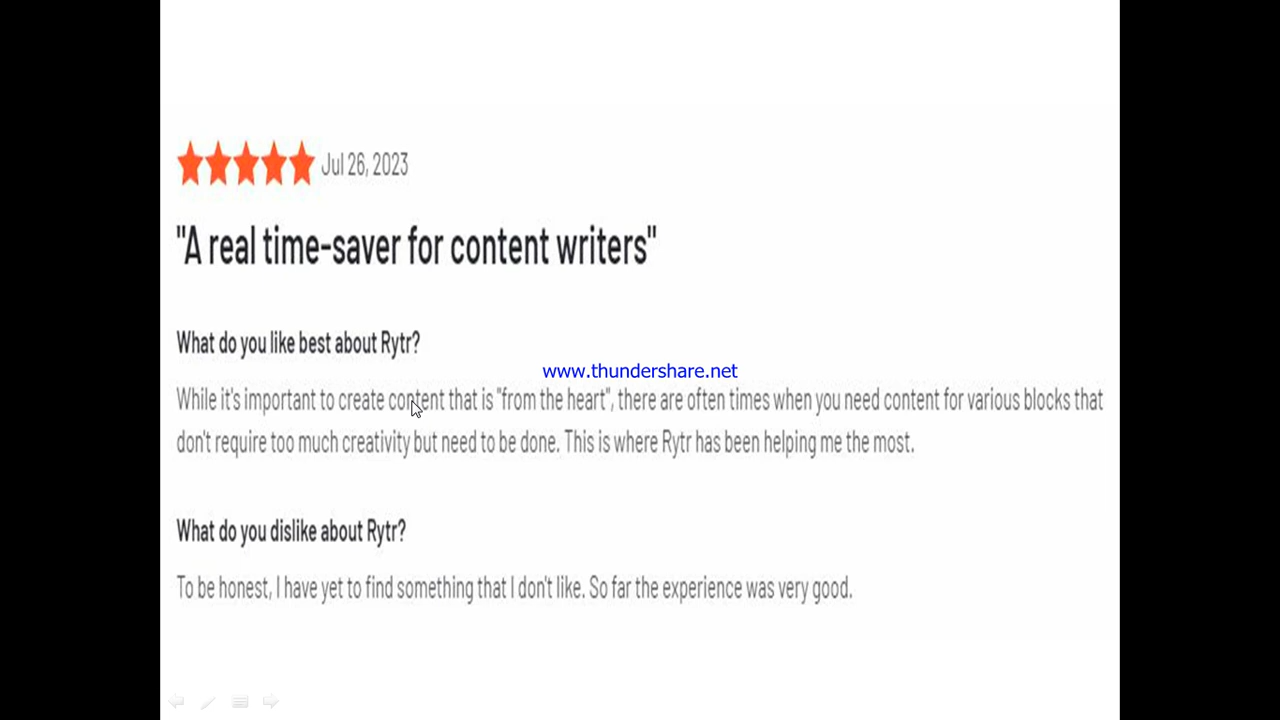 Jul 26, 2023
"A real time-saver for content writers"
What do you like best about Rytr?
www.thundershare.net
While it's important to create content that is "from the heart", there are often times when you need content for various blocks that
don't require too much creativity but need to be done. This is where Rytr has been helping me the most.
What do you dislike about Rytr?
To be honest, I have yet to find something that I don't like. So far the experience was very good.